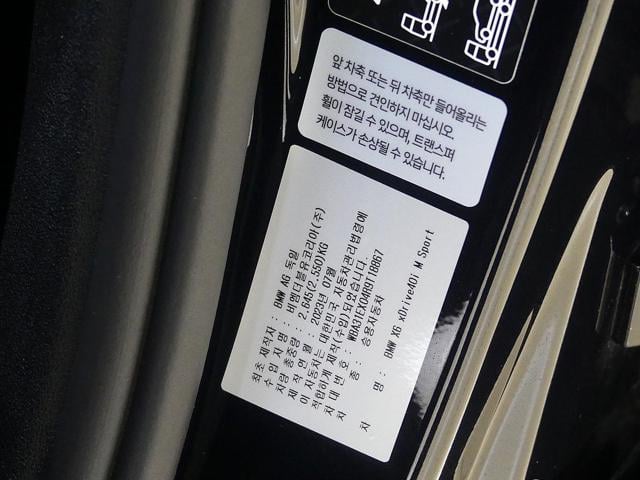 앞 차축 또는 뒤 차축만 들어올리는
방법으로 견인하지 마십시오.
휠이 잠길 수 있으며, 트랜스퍼
케이스가 손상될 수 있습니다.
최초 제작자 : BMW AG 독일
수 입 자 명 : 비엠더블유코리아(주)
차량 총중량 : 2,645(2,550)KG
제 작 연 월 : 2023년 07월
이 자동차는 대한민국 자동차관리법령에
적합하게 제작(수입)되었습니다.
차 대 번 호 : WBA31EX04R9T18B67
차 종 : 승용자동차
차 명 : BMW X6 xDrive40i M Sport